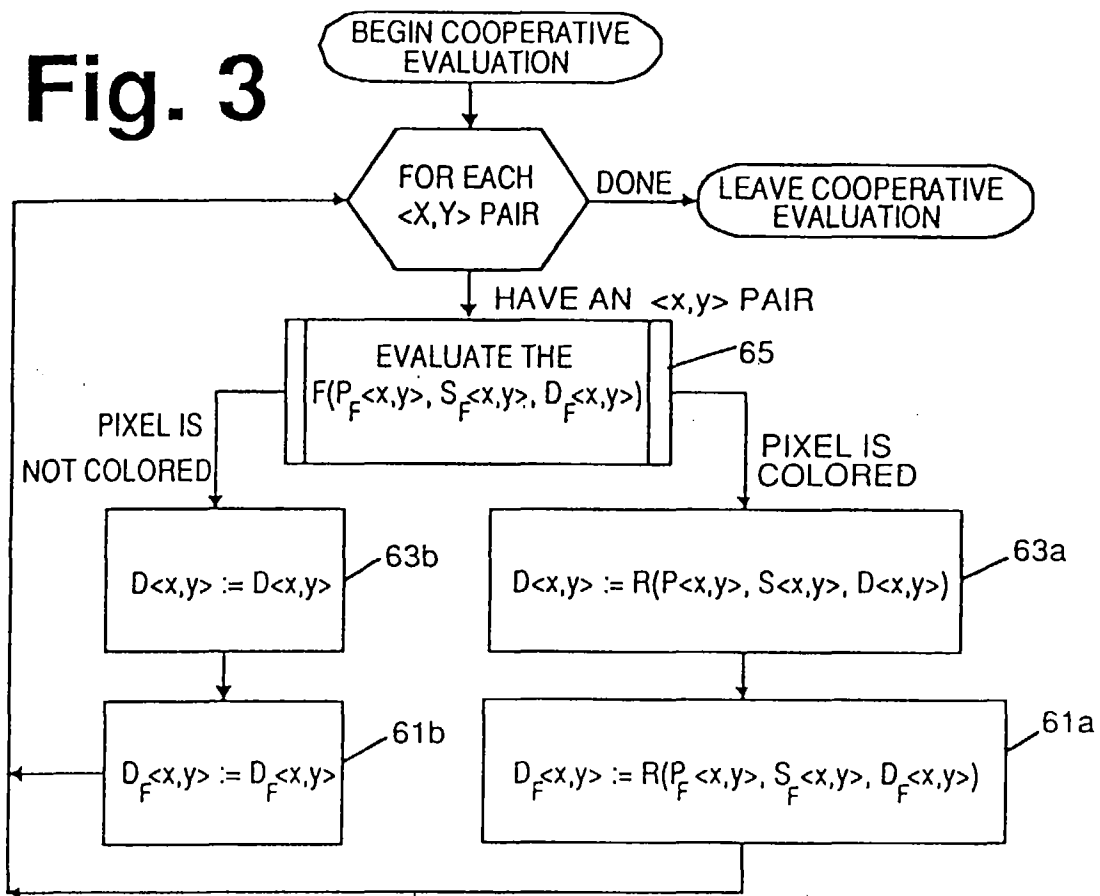 Fig. 3
BEGIN COOPERATIVE
EVALUATION
FOR EACH
<X,Y> PAIR
DONE
LEAVE COOPERATIVE
EVALUATION
HAVE AN <x,y> PAIR
65
EVALUATE THE
F(P_F<x,y>, S_F<x,y>, D_F<x,y>)
PIXEL IS
NOT COLORED
PIXEL IS
COLORED
63b
D<x,y> := D<x,y>
63a
D<x,y> := R(P<x,y>, S<x,y>, D<x,y>)
61b
D_F<x,y> := D_F<x,y>
61a
D_F<x,y> := R(P_F<x,y>, S_F<x,y>, D_F<x,y>)